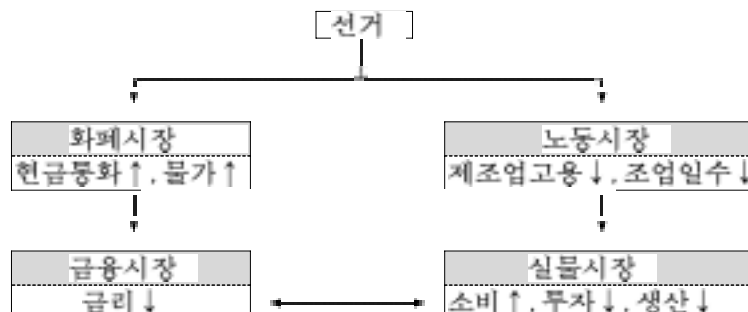 선거
화폐시장
노동시장
현금통화↑, 물가↑
제조업고용↓, 조업일수↓
금융시장
실물시장
금리↓
소비↑, 투자↓, 생산↓